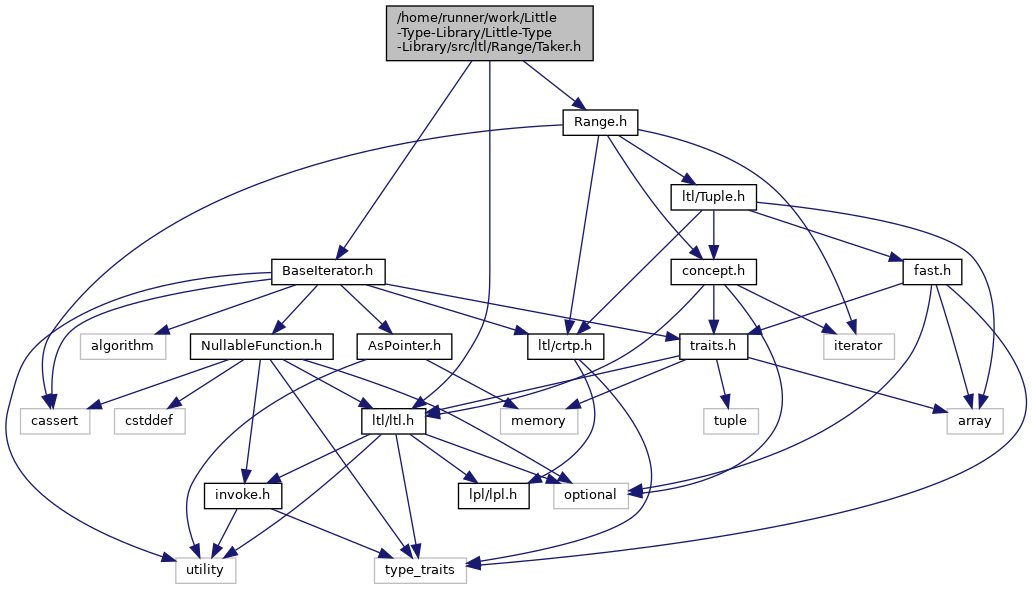 /home/runner/work/Little
-Type-Library/Little-Type
-Library/src/ltl/Range/Taker.h
Range.h
ltl/Tuple.h
BaseIterator.h
concept.h
fast.h
algorithm
NullableFunction.h
AsPointer.h
ltl/crtp.h
traits.h
iterator
cassert
cstddef
ltl/ltl.h
memory
tuple
array
invoke.h
lpl/lpl.h
optional
utility
type_traits